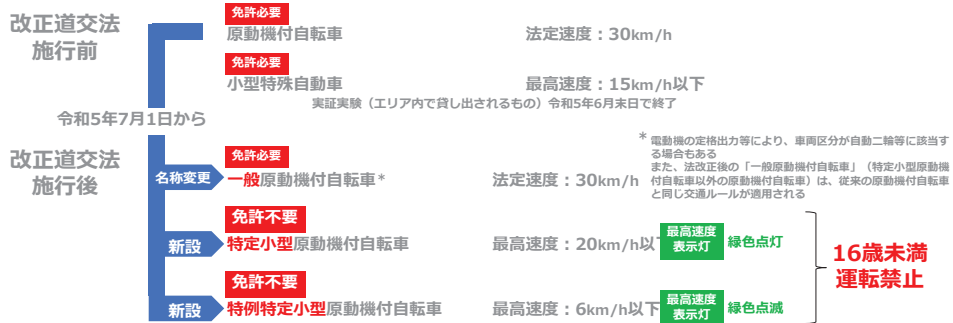 改正道交法
施行前
免許必要
原動機付自転車
法定速度：30km/h
免許必要
小型特殊自動車
最高速度：15km/h以下
実証実験（エリア内で貸し出されるもの）令和5年6月末日で終了
令和5年7月1日から
改正道交法
施行後
名称変更
免許必要
一般原動機付自転車*
法定速度：30km/h
* 電動機の定格出力等により、車両区分が自動二輪等に該当す
る場合もある
また、法改正後の「一般原動機付自転車」（特定小型原動機
付自転車以外の原動機付自転車）は、従来の原動機付自転車
と同じ交通ルールが適用される
新設
免許不要
特定小型原動機付自転車
最高速度：20km/h以下
最高速度
表示灯
緑色点灯
新設
免許不要
特例特定小型原動機付自転車
最高速度：6km/h以下
最高速度
表示灯
緑色点滅
16歳未満
運転禁止